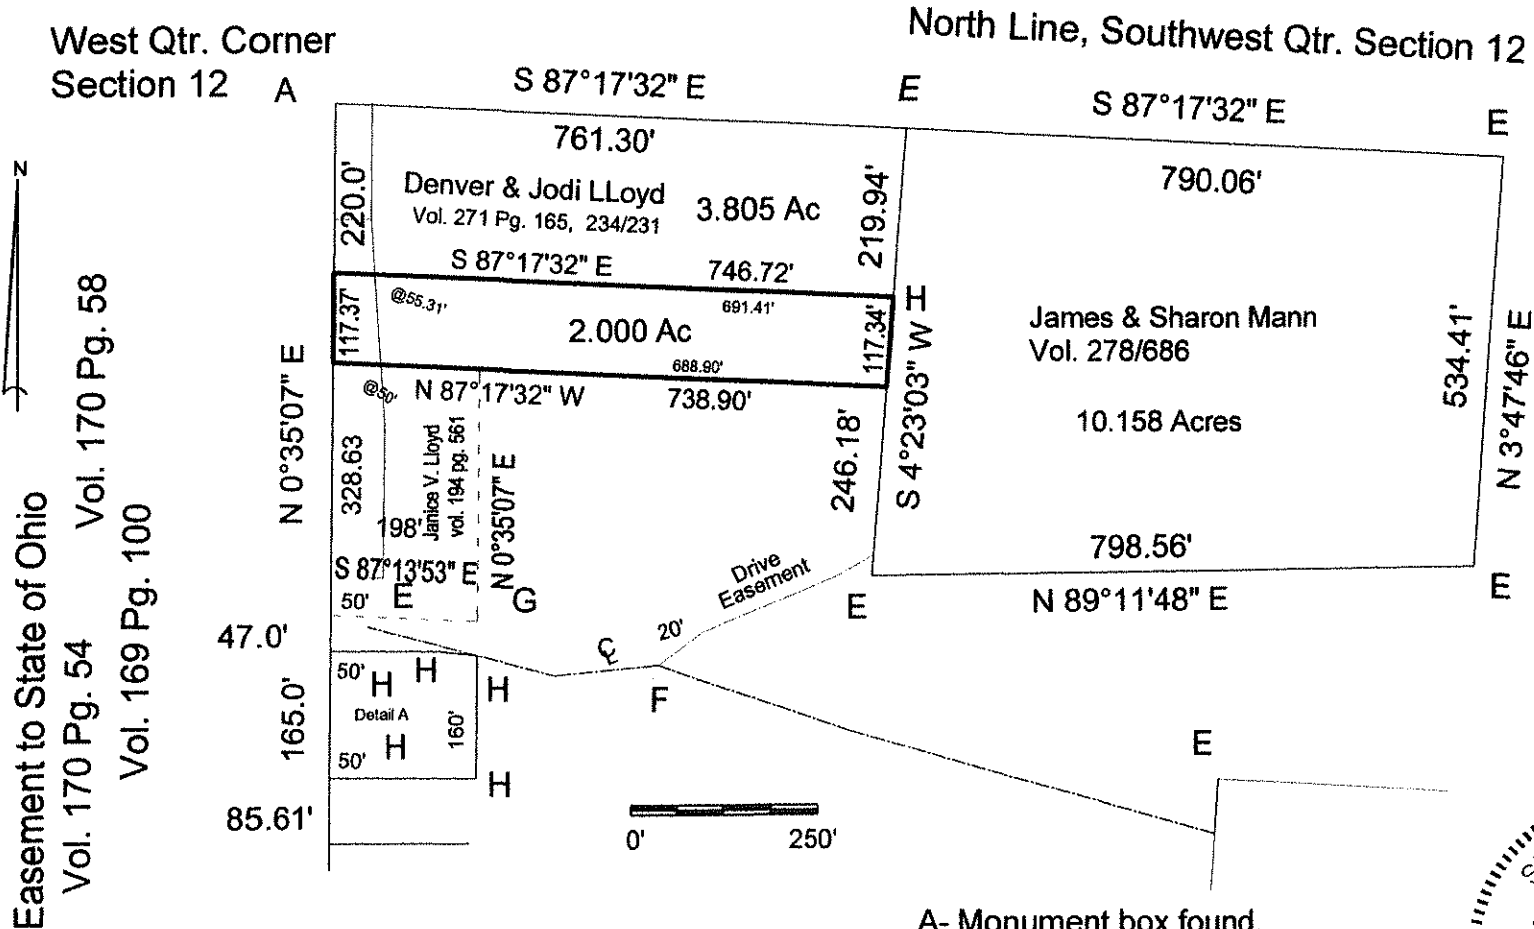 West Qtr. Corner
Section 12
A
North Line, Southwest Qtr. Section 12
S 87°17'32" E
E
S 87°17'32" E
E
N
761.30'
790.06'
220.0'
Denver & Jodi LLoyd
Vol. 271 Pg. 165, 234/231
3.805 Ac
219.94'
S 87°17'32" E
746.72'
H
117.37'
@55.31'
691.41'
2.000 Ac
117.34'
688.90'
James & Sharon Mann
Vol. 278/686
10.158 Acres
534.41'
N 3°47'46" E
S 4°23'03" W
N 0°35'07" E
@50'
N 87°17'32" W
738.90'
328.63
Janice V. Lloyd
vol. 194 pg. 561
198'
N 0°35'07" E
246.18'
798.56'
N 89°11'48" E
S 87°13'53" E
50'
E
G
Drive
Easement
E
E
47.0'
20'
℄
F
50'
H
H
H
Detail A
165.0'
160'
50'
H
H
E
85.61'
0'
250'
Easement to State of Ohio
Vol. 170 Pg. 54
Vol. 170 Pg. 58
Vol. 169 Pg. 100
A- Monument box found.